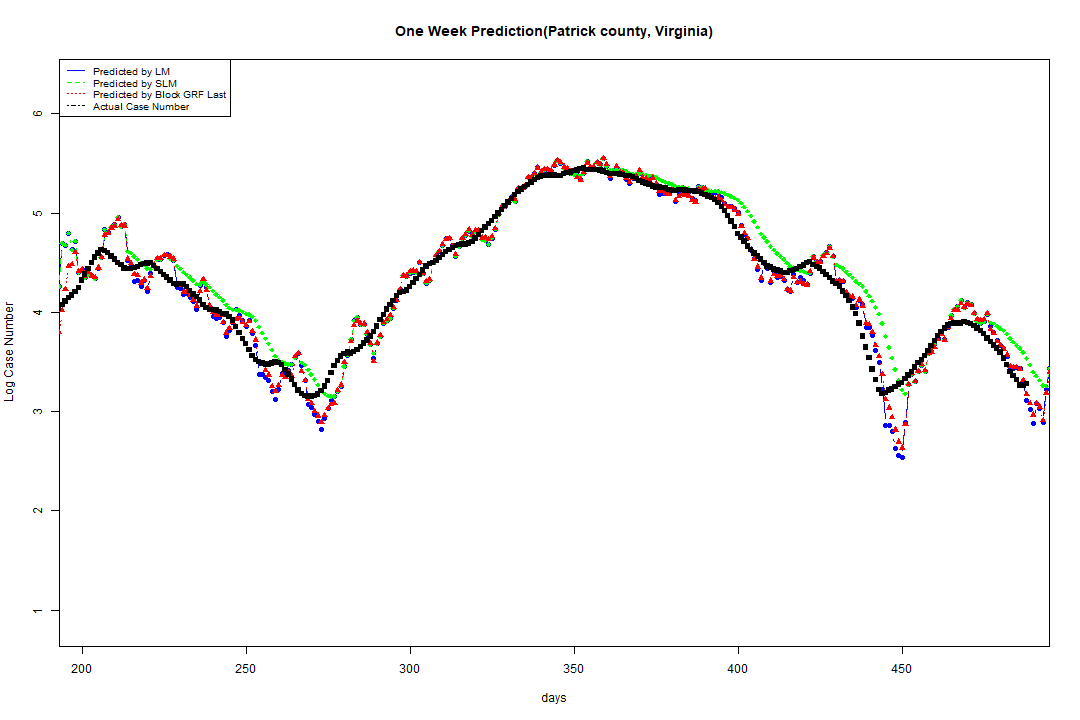 One Week Prediction(Patrick county, Virginia)
Predicted by LM
Predicted by SLM
Predicted by Block GRF Last
Actual Case Number
Log Case Number
6
5
4
3
2
1
200 250 300 350 400 450
days